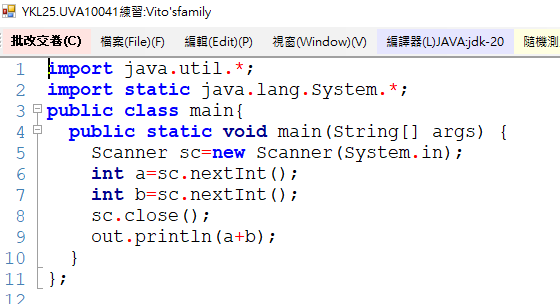 YKL25.UVA10041練習:Vito'sfamily
批改交卷(C) 檔案(File)(F) 編輯(Edit)(P) 視窗(Window)(V) 編譯器(L)JAVA:jdk-20 隨機測
1 import java.util.*;
2 import static java.lang.System.*;
3 public class main{
4 public static void main(String[] args) {
5 Scanner sc=new Scanner(System.in);
6 int a=sc.nextInt();
7 int b=sc.nextInt();
8 sc.close();
9 out.println(a+b);
10 }
11 };
12